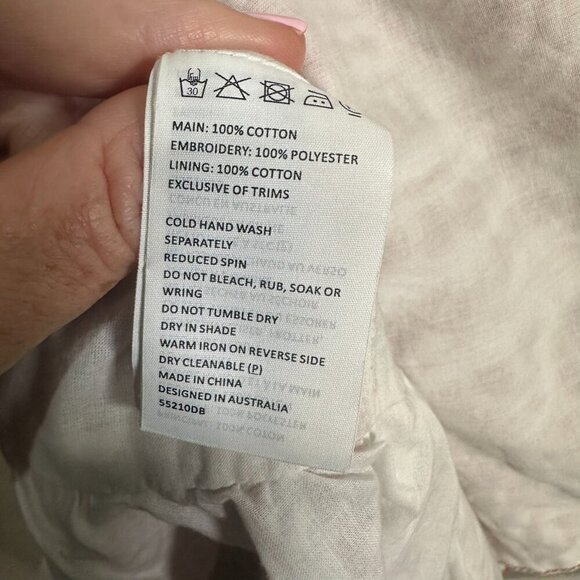 30
MAIN: 100% COTTON
EMBROIDERY: 100% POLYESTER
LINING: 100% COTTON
EXCLUSIVE OF TRIMS
COLD HAND WASH
SEPARATELY
REDUCED SPIN
DO NOT BLEACH, RUB, SOAK OR
WRING
DO NOT TUMBLE DRY
DRY IN SHADE
WARM IRON ON REVERSE SIDE
DRY CLEANABLE (P)
MADE IN CHINA
DESIGNED IN AUSTRALIA
55210DB